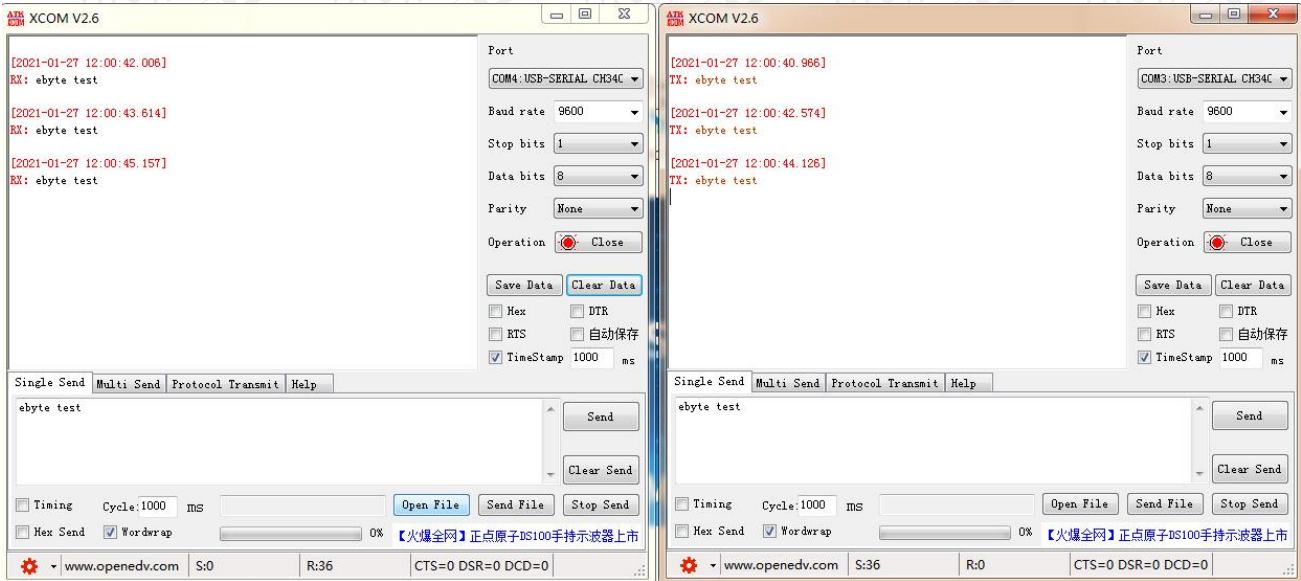 ATK XCOM XCOM V2.6
[2021-01-27 12:00:42.006]
RX: ebyte test
[2021-01-27 12:00:43.614]
RX: ebyte test
[2021-01-27 12:00:45.157]
RX: ebyte test
Port
COM4:USB-SERIAL CH34C
Baud rate 9600
Stop bits 1
Data bits 8
Parity None
Operation Close
Save Data Clear Data
Hex DTR
RTS 自动保存
TimeStamp 1000 ms
Single Send Multi Send Protocol Transmit Help
ebyte test
Send
Clear Send
Timing Cycle:1000 ms Open File Send File Stop Send
Hex Send Wordwrap 0% 【火爆全网】正点原子DS100手持示波器上市
www.openedv.com S:0 R:36 CTS=0 DSR=0 DCD=0
ATK XCOM XCOM V2.6
[2021-01-27 12:00:40.966]
TX: ebyte test
[2021-01-27 12:00:42.574]
TX: ebyte test
[2021-01-27 12:00:44.126]
TX: ebyte test
Port
COM3:USB-SERIAL CH34C
Baud rate 9600
Stop bits 1
Data bits 8
Parity None
Operation Close
Save Data Clear Data
Hex DTR
RTS 自动保存
TimeStamp 1000 ms
Single Send Multi Send Protocol Transmit Help
ebyte test
Send
Clear Send
Timing Cycle:1000 ms Open File Send File Stop Send
Hex Send Wordwrap 0% 【火爆全网】正点原子DS100手持示波器上市
www.openedv.com S:36 R:0 CTS=0 DSR=0 DCD=0